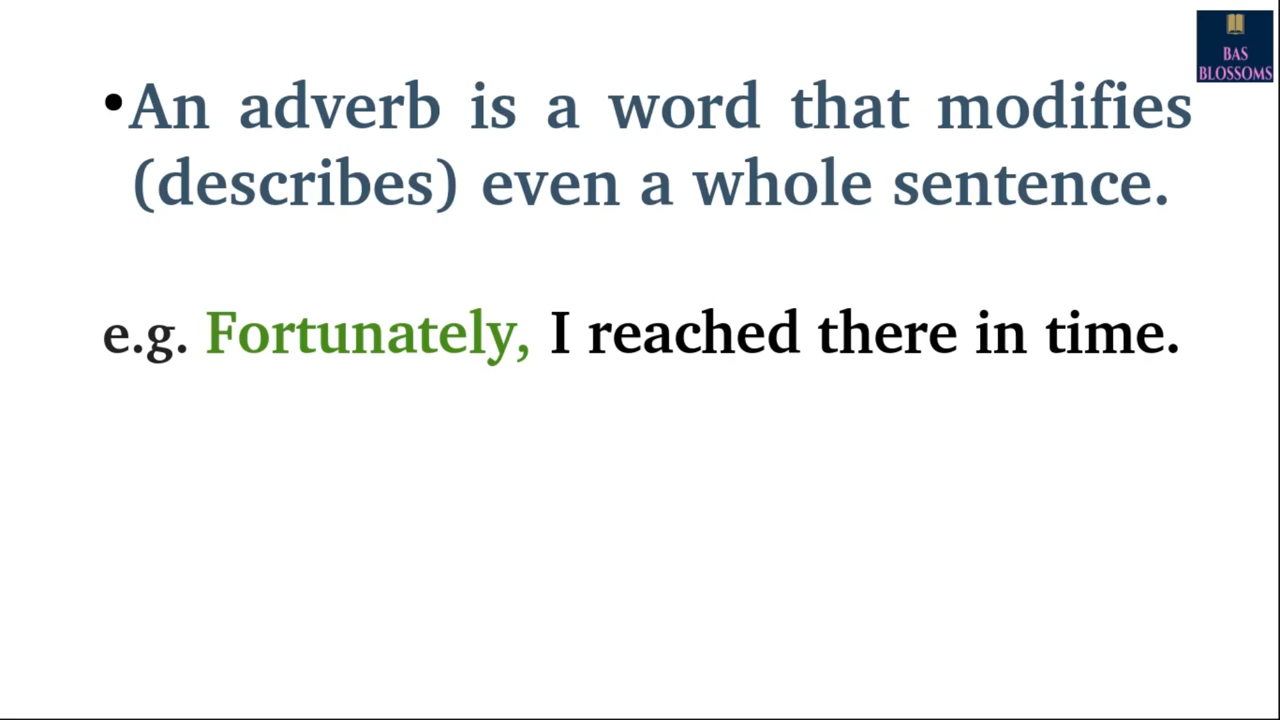 BAS
BLOSSOMS
•An adverb is a word that modifies
(describes) even a whole sentence.
e.g. Fortunately, I reached there in time.